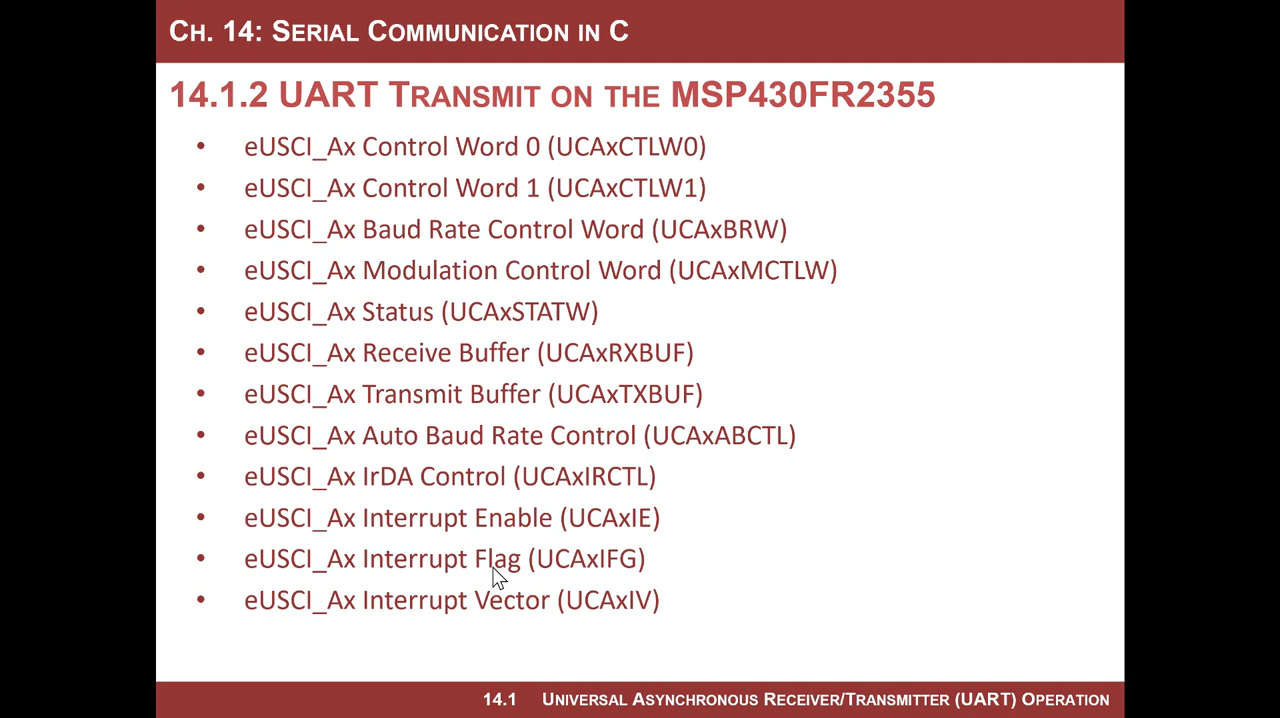 CH. 14: SERIAL COMMUNICATION IN C
14.1.2 UART TRANSMIT ON THE MSP430FR2355
• eUSCI_Ax Control Word 0 (UCAxCTLW0)
• eUSCI_Ax Control Word 1 (UCAxCTLW1)
• eUSCI_Ax Baud Rate Control Word (UCAxBRW)
• eUSCI_Ax Modulation Control Word (UCAxMCTLW)
• eUSCI_Ax Status (UCAxSTATW)
• eUSCI_Ax Receive Buffer (UCAxRXBUF)
• eUSCI_Ax Transmit Buffer (UCAxTXBUF)
• eUSCI_Ax Auto Baud Rate Control (UCAxABCTL)
• eUSCI_Ax IrDA Control (UCAxIRCTL)
• eUSCI_Ax Interrupt Enable (UCAxIE)
• eUSCI_Ax Interrupt Flag (UCAxIFG)
• eUSCI_Ax Interrupt Vector (UCAxIV)
14.1 UNIVERSAL ASYNCHRONOUS RECEIVER/TRANSMITTER (UART) OPERATION